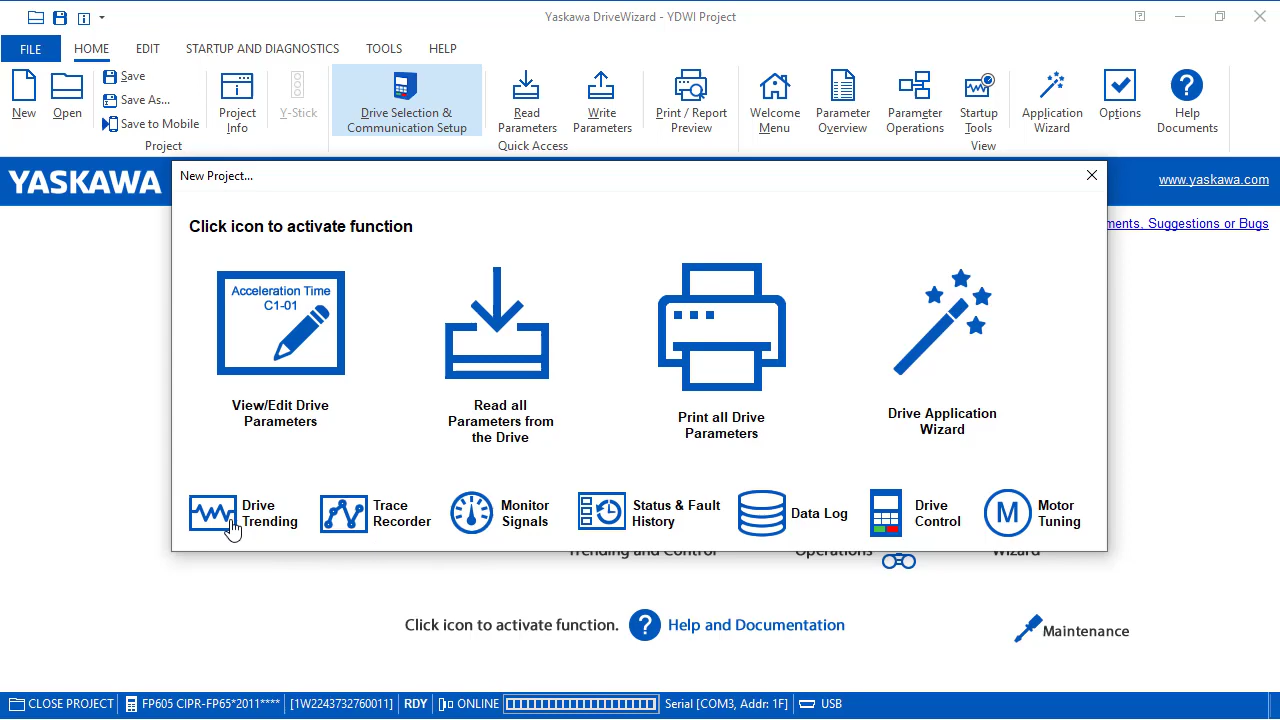 Yaskawa DriveWizard - YDWI Project
FILE HOME EDIT STARTUP AND DIAGNOSTICS TOOLS HELP
New
Open
Save
Save As...
Save to Mobile
Project
Info
Y-Stick
Drive Selection &
Communication Setup
Read
Parameters
Write
Parameters
Print / Report
Preview
Welcome
Menu
Parameter
Overview
Parameter
Operations
Startup
Tools
Application
Wizard
Options
Help
Documents
Project
Quick Access
View
YASKAWA
www.yaskawa.com
New Project...
Suggestions or Bugs
Click icon to activate function
Acceleration Time
C1-01
View/Edit Drive
Parameters
Read all
Parameters from
the Drive
Print all Drive
Parameters
Drive Application
Wizard
Drive
Trending
Trace
Recorder
Monitor
Signals
Status & Fault
History
Data Log
Drive
Control
M
Motor
Tuning
Trending and Control
Operations
Wizard
Click icon to activate function.
? Help and Documentation
Maintenance
CLOSE PROJECT FP605 CIPR-FP65*2011**** [1W2243732760011] RDY ONLINE Serial [COM3, Addr: 1F] USB